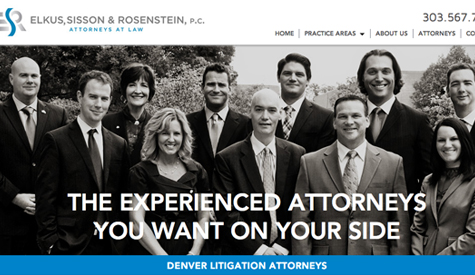 ESR
ELKUS, SISSON & ROSENSTEIN, P.C.
ATTORNEYS AT LAW
303.567.7
HOME
PRACTICE AREAS
ABOUT US
ATTORNEYS
CO
THE EXPERIENCED ATTORNEYS
YOU WANT ON YOUR SIDE
DENVER LITIGATION ATTORNEYS